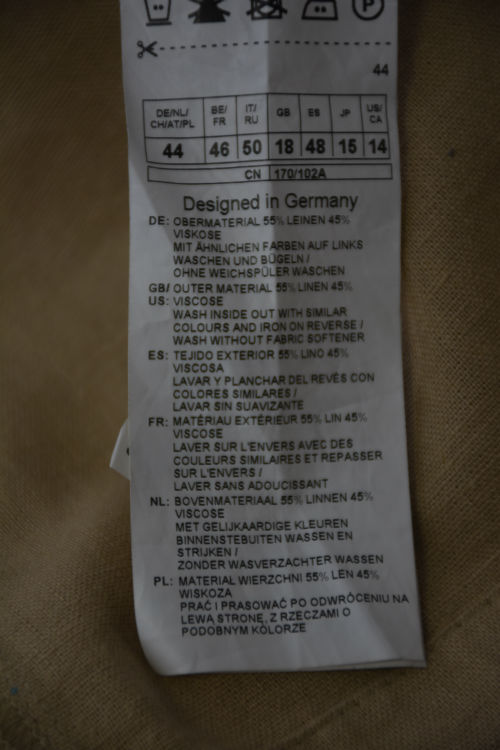 P
44
DE/NL/ CH/AT/PL BE/ FR IT/ RU GB ES JP US/ CA
44 46 50 18 48 15 14
CN 170/102A
Designed in Germany
DE: OBERMATERIAL 55% LEINEN 45%
VISKOSE
MIT ÄHNLICHEN FARBEN AUF LINKS
WASCHEN UND BÜGELN /
OHNE WEICHSPÜLER WASCHEN
GB/ OUTER MATERIAL 55% LINEN 45%
US: VISCOSE
WASH INSIDE OUT WITH SIMILAR
COLOURS AND IRON ON REVERSE /
WASH WITHOUT FABRIC SOFTENER
ES: TEJIDO EXTERIOR 55% LINO 45%
VISCOSA
LAVAR Y PLANCHAR DEL REVÉS CON
COLORES SIMILARES /
LAVAR SIN SUAVIZANTE
FR: MATÉRIAU EXTÉRIEUR 55% LIN 45%
VISCOSE
LAVER SUR L'ENVERS AVEC DES
COULEURS SIMILAIRES ET REPASSER
SUR L'ENVERS /
LAVER SANS ADOUCISSANT
NL: BOVENMATERIAAL 55% LINNEN 45%
VISCOSE
MET GELIJKAARDIGE KLEUREN
BINNENSTEBUITEN WASSEN EN
STRIJKEN /
ZONDER WASVERZACHTER WASSEN
PL: MATERIAŁ WIERZCHNI 55% LEN 45%
WISKOZA
PRAĆ I PRASOWAĆ PO ODWRÓCENIU NA
LEWĄ STRONĘ, Z RZECZAMI O
PODOBNYM KOLORZE